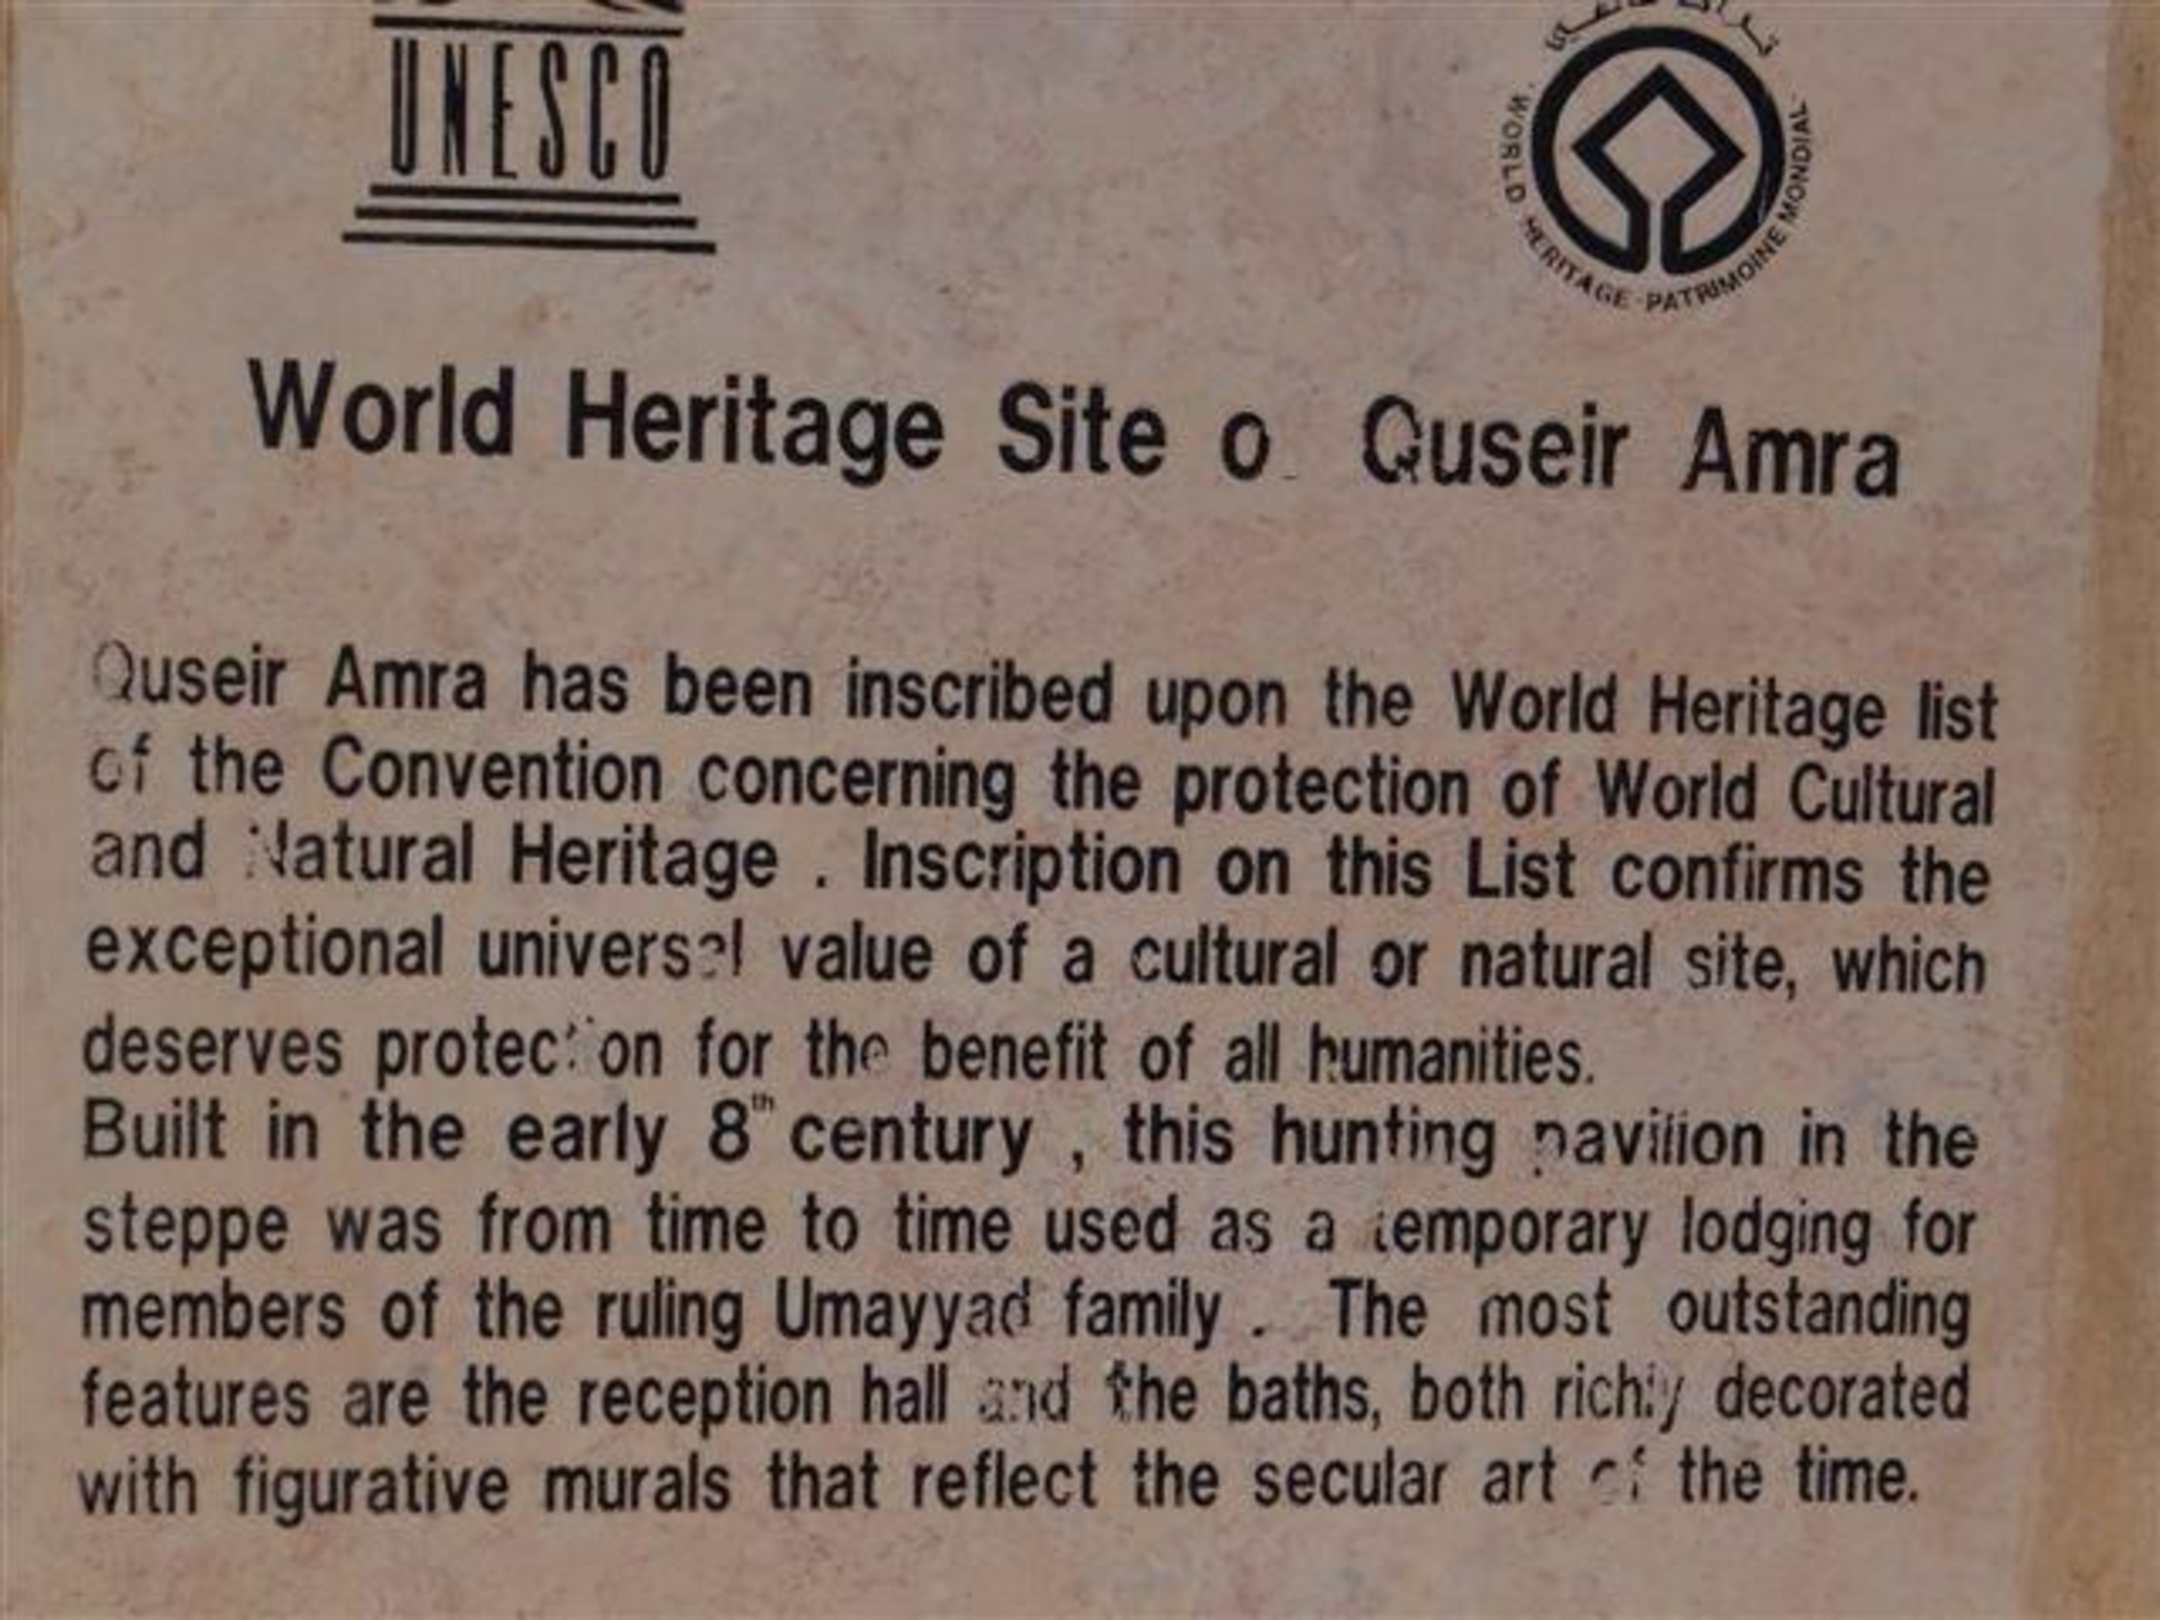 UNESCO
WORLD HERITAGE · PATRIMOINE MONDIAL
World Heritage Site o Quseir Amra
Quseir Amra has been inscribed upon the World Heritage list
of the Convention concerning the protection of World Cultural
and Natural Heritage . Inscription on this List confirms the
exceptional universal value of a cultural or natural site, which
deserves protection for the benefit of all humanities.
Built in the early 8th century , this hunting pavilion in the
steppe was from time to time used as a temporary lodging for
members of the ruling Umayyad family . The most outstanding
features are the reception hall and the baths, both richly decorated
with figurative murals that reflect the secular art of the time.